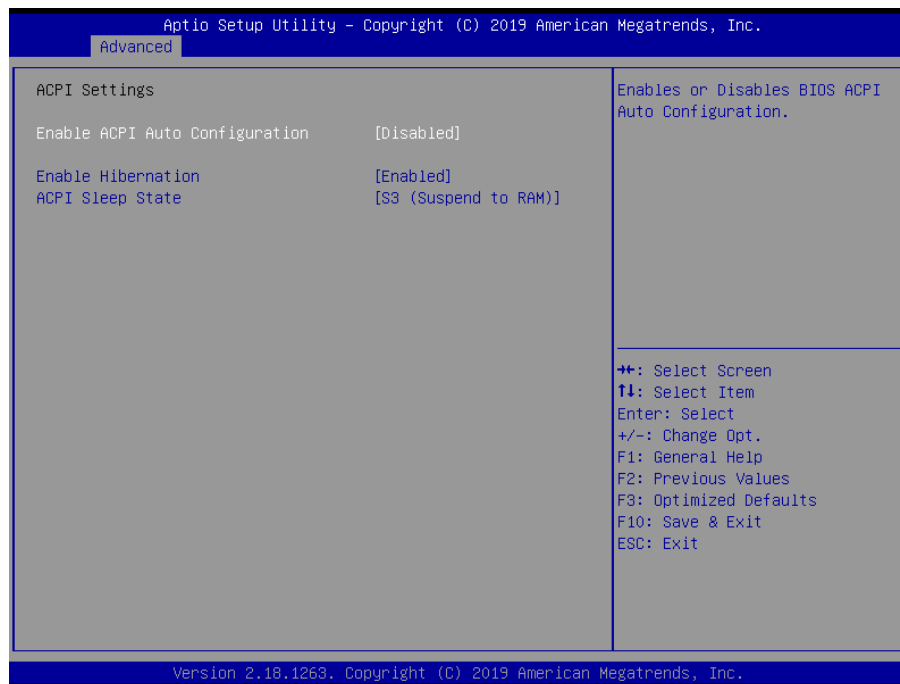 Aptio Setup Utility – Copyright (C) 2019 American Megatrends, Inc.
Advanced
ACPI Settings
Enable ACPI Auto Configuration [Disabled]
Enable Hibernation [Enabled]
ACPI Sleep State [S3 (Suspend to RAM)]
Enables or Disables BIOS ACPI
Auto Configuration.
→←: Select Screen
↑↓: Select Item
Enter: Select
+/-: Change Opt.
F1: General Help
F2: Previous Values
F3: Optimized Defaults
F10: Save & Exit
ESC: Exit
Version 2.18.1263. Copyright (C) 2019 American Megatrends, Inc.